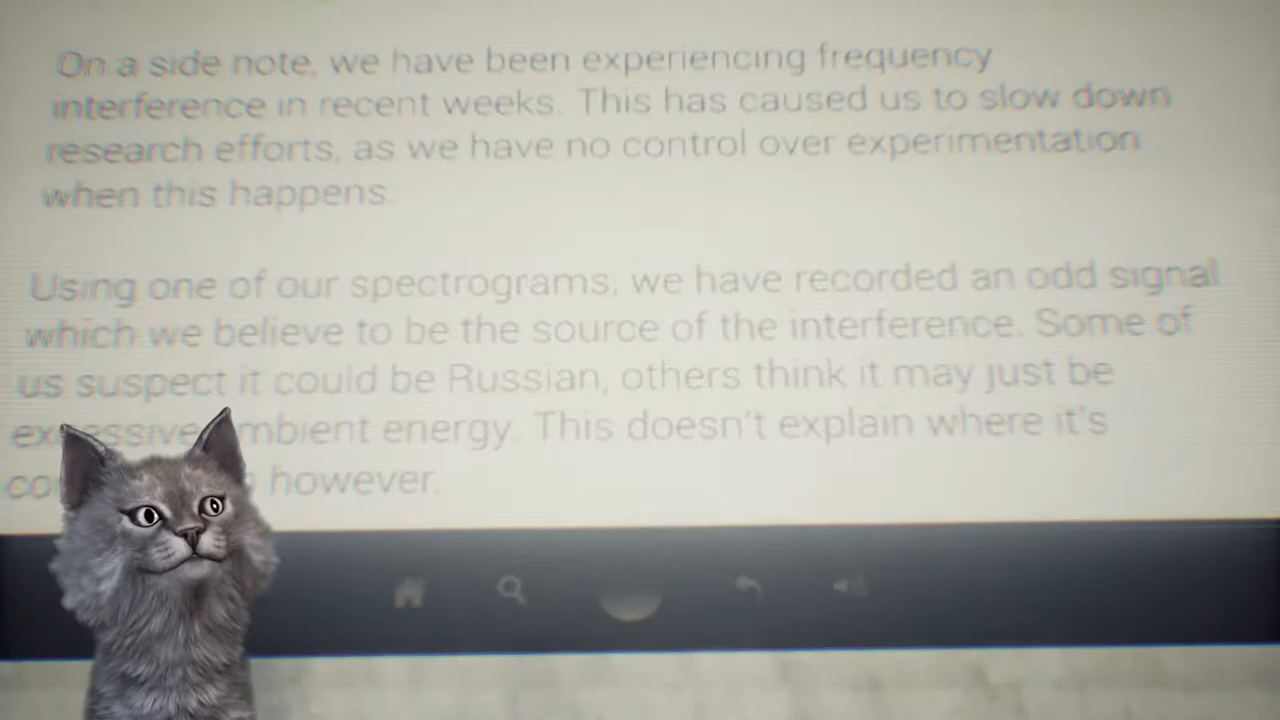 On a side note, we have been experiencing frequency
interference in recent weeks. This has caused us to slow down
research efforts, as we have no control over experimentation
when this happens.
Using one of our spectrograms, we have recorded an odd signal
which we believe to be the source of the interference. Some of
us suspect it could be Russian, others think it may just be
energy. This doesn't explain where it's
however.